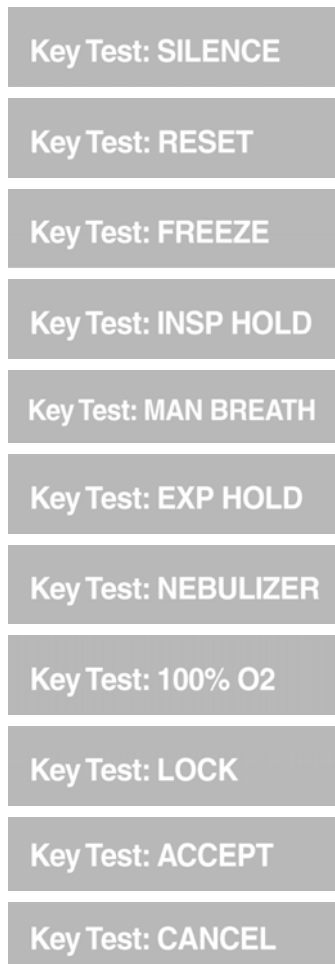 Key Test: SILENCE
Key Test: RESET
Key Test: FREEZE
Key Test: INSP HOLD
Key Test: MAN BREATH
Key Test: EXP HOLD
Key Test: NEBULIZER
Key Test: 100% O2
Key Test: LOCK
Key Test: ACCEPT
Key Test: CANCEL